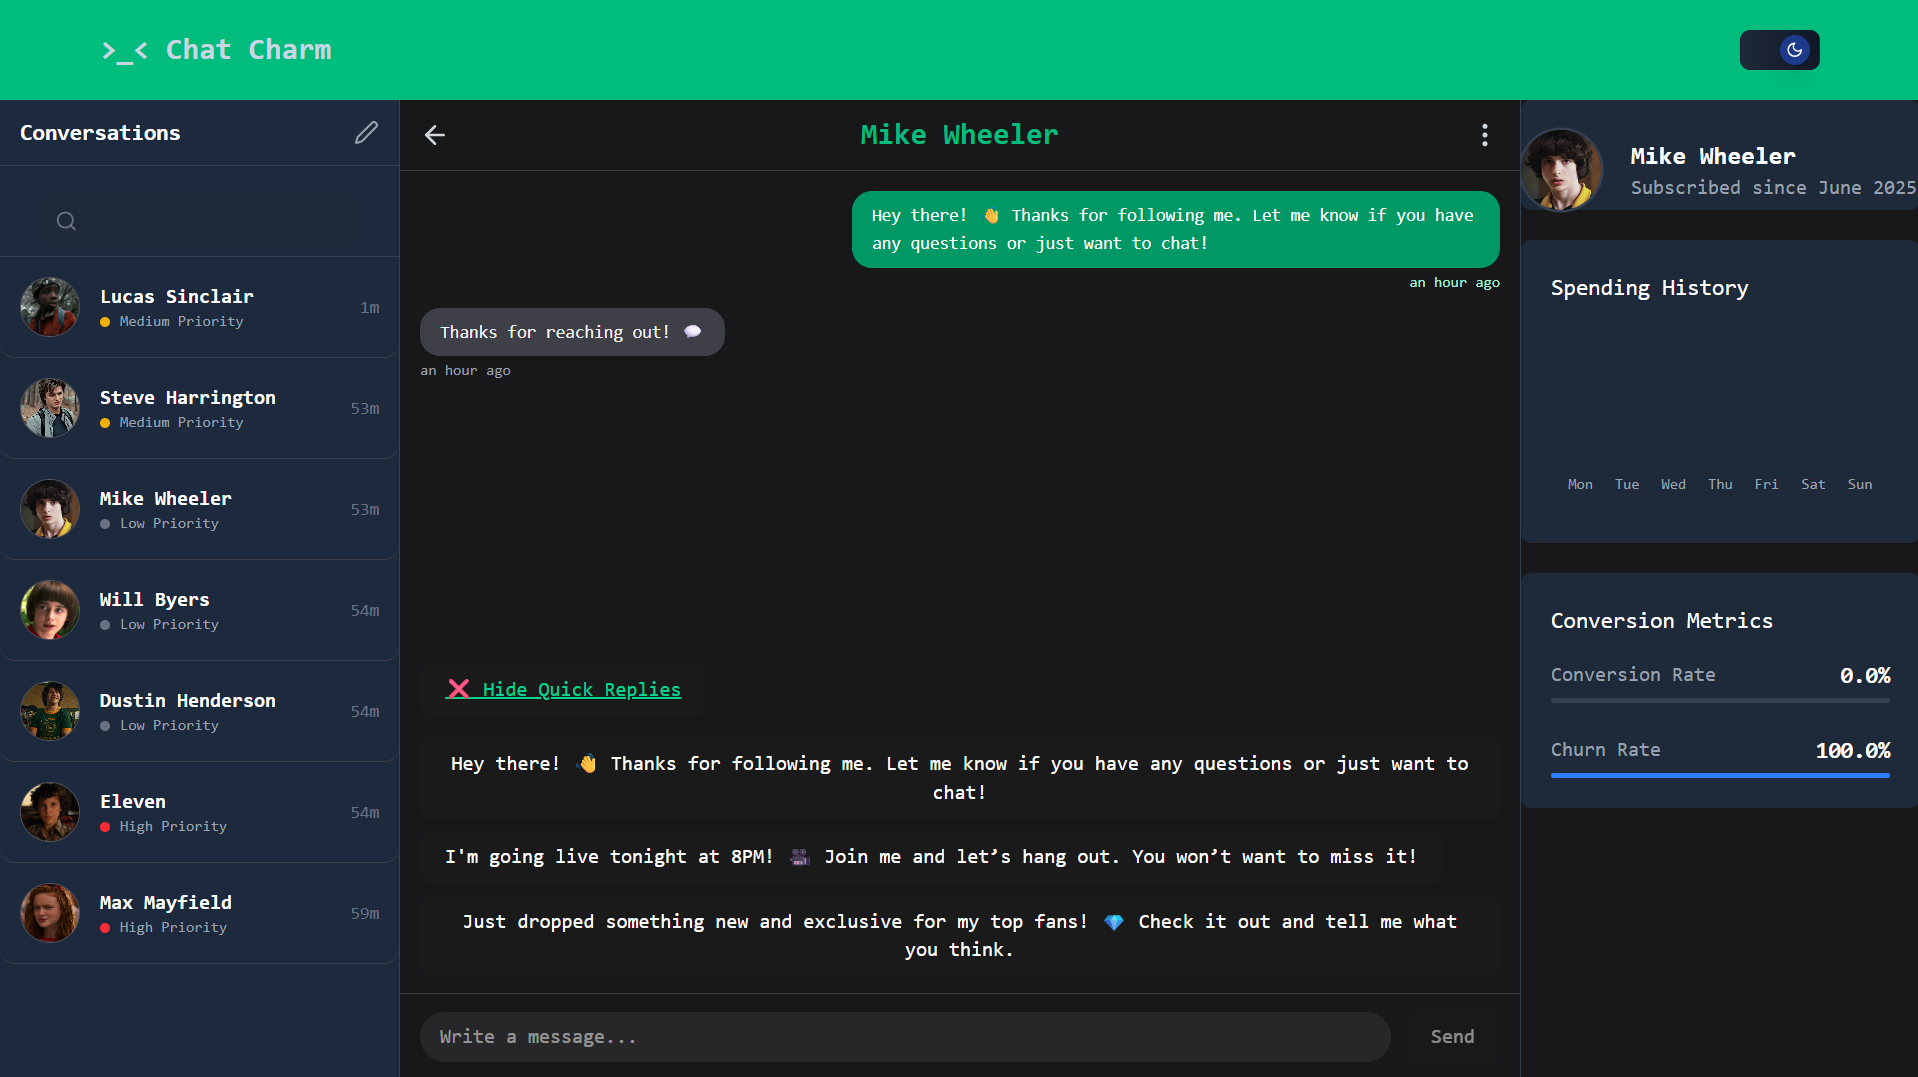 >_< Chat Charm
Conversations
Lucas Sinclair
Medium Priority
1m
Steve Harrington
Medium Priority
53m
Mike Wheeler
Low Priority
53m
Will Byers
Low Priority
54m
Dustin Henderson
Low Priority
54m
Eleven
High Priority
54m
Max Mayfield
High Priority
59m
Mike Wheeler
Hey there! 👋 Thanks for following me. Let me know if you have
any questions or just want to chat!
an hour ago
Thanks for reaching out! 💬
an hour ago
❌ Hide Quick Replies
Hey there! 👋 Thanks for following me. Let me know if you have any questions or just want to
chat!
I'm going live tonight at 8PM! 🎥 Join me and let’s hang out. You won’t want to miss it!
Just dropped something new and exclusive for my top fans! 💎 Check it out and tell me what
you think.
Write a message...
Send
Mike Wheeler
Subscribed since June 2025
Spending History
Mon Tue Wed Thu Fri Sat Sun
Conversion Metrics
Conversion Rate 0.0%
Churn Rate 100.0%